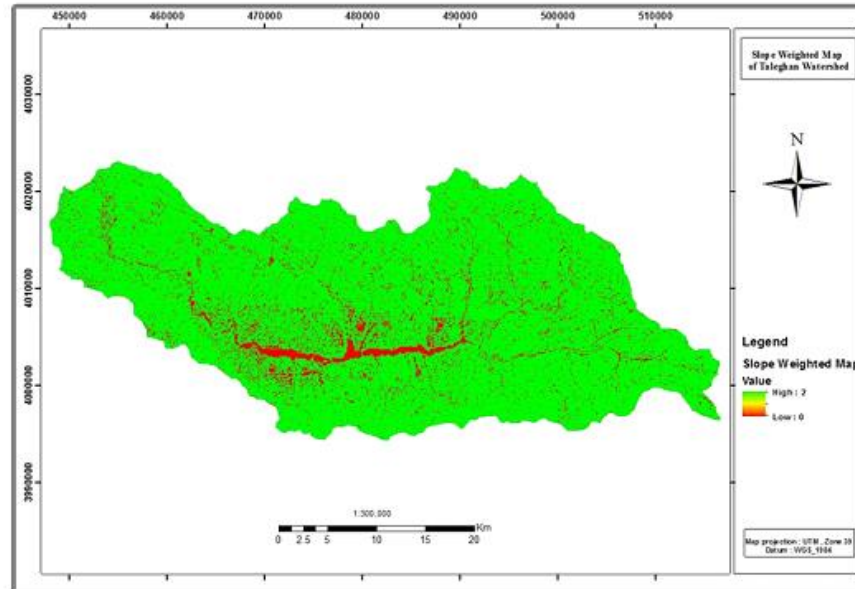 450000 460000 470000 480000 490000 500000 510000
Slope Weighted Map
of Taleghan Watershed
N
4030000
4020000
4010000
4000000
3990000
Legend
Slope Weighted Map
Value
High : 2
Low : 0
1:300,000
Km
0 2.5 5 10 15 20
Map projection : UTM_Zone 39
Datum : WGS_1984